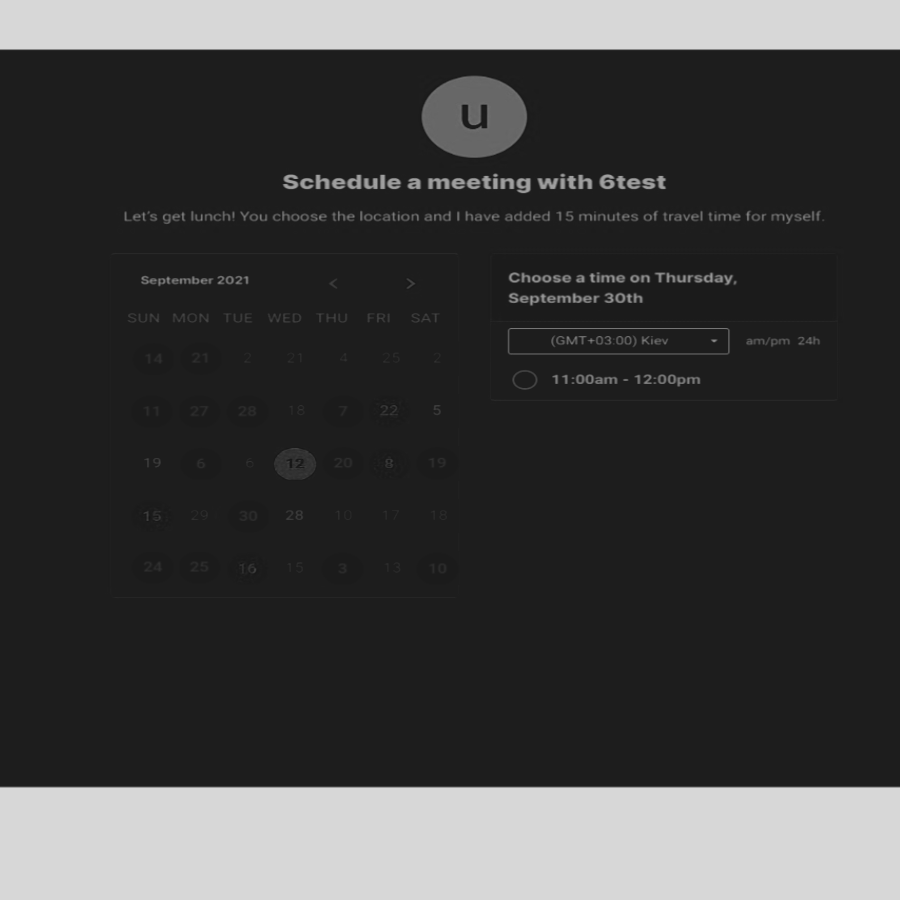 u
Schedule a meeting with 6test
Let's get lunch! You choose the location and I have added 15 minutes of travel time for myself.
September 2021 < >
SUN MON TUE WED THU FRI SAT
14 21 2 21 4 25 2
11 27 28 18 7 22 5
19 6 6 12 20 8 19
15 29 30 28 10 17 18
24 25 16 15 3 13 10
Choose a time on Thursday,
September 30th
(GMT+03:00) Kiev am/pm 24h
11:00am - 12:00pm